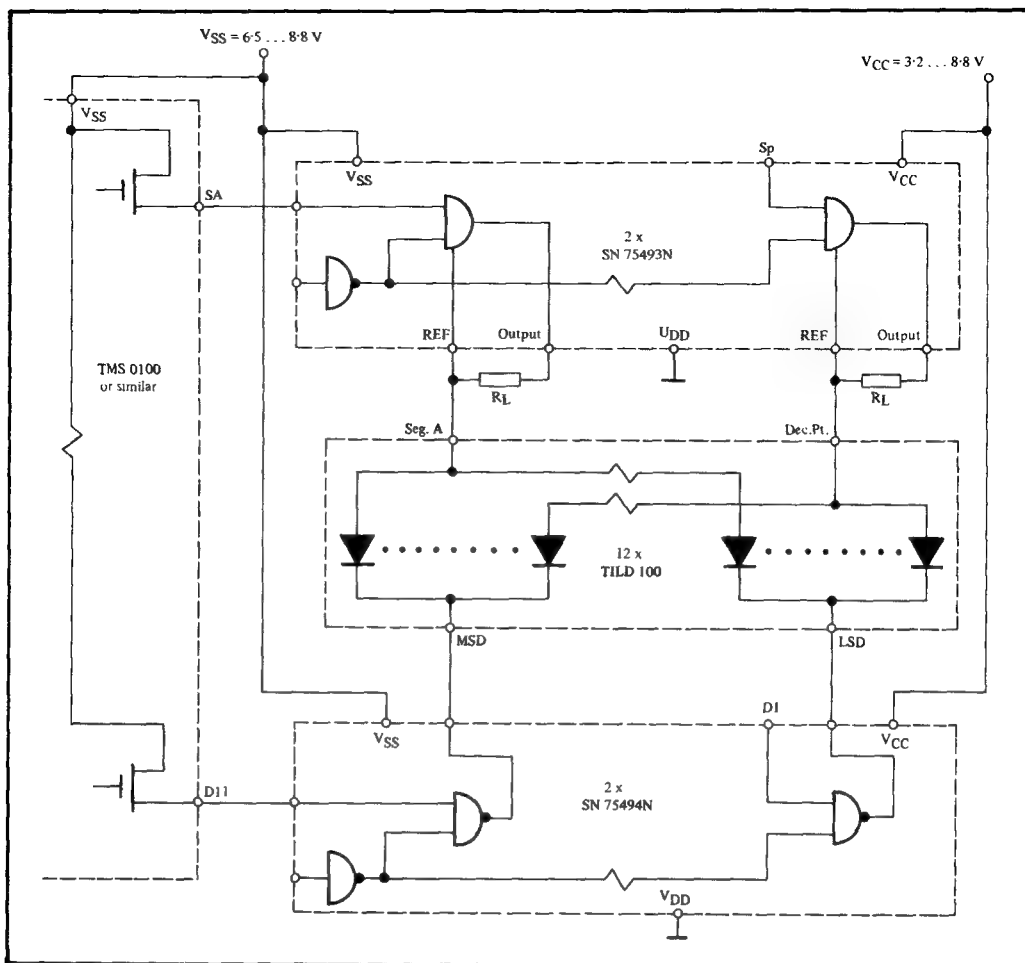 VSS = 6·5 ... 8·8 V
VCC = 3·2 ... 8·8 V
VSS
SA
VSS
Sp
VCC
2 x
SN 75493N
REF
Output
UDD
REF
Output
RL
RL
TMS 0100
or similar
Seg. A
Dec.Pt.
12 x
TILD 100
MSD
LSD
VSS
D1
VCC
D11
2 x
SN 75494N
VDD